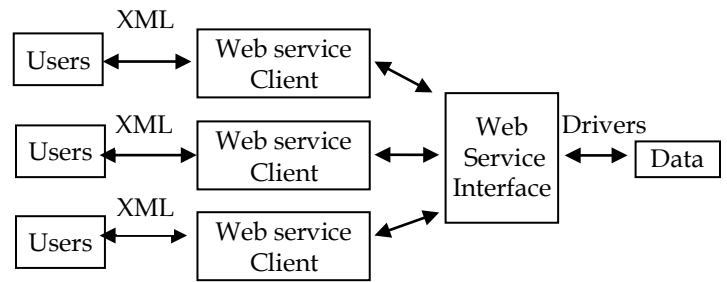 XML
Users
Web service
Client
XML
Users
Web service
Client
XML
Users
Web service
Client
Web
Service
Interface
Drivers
Data